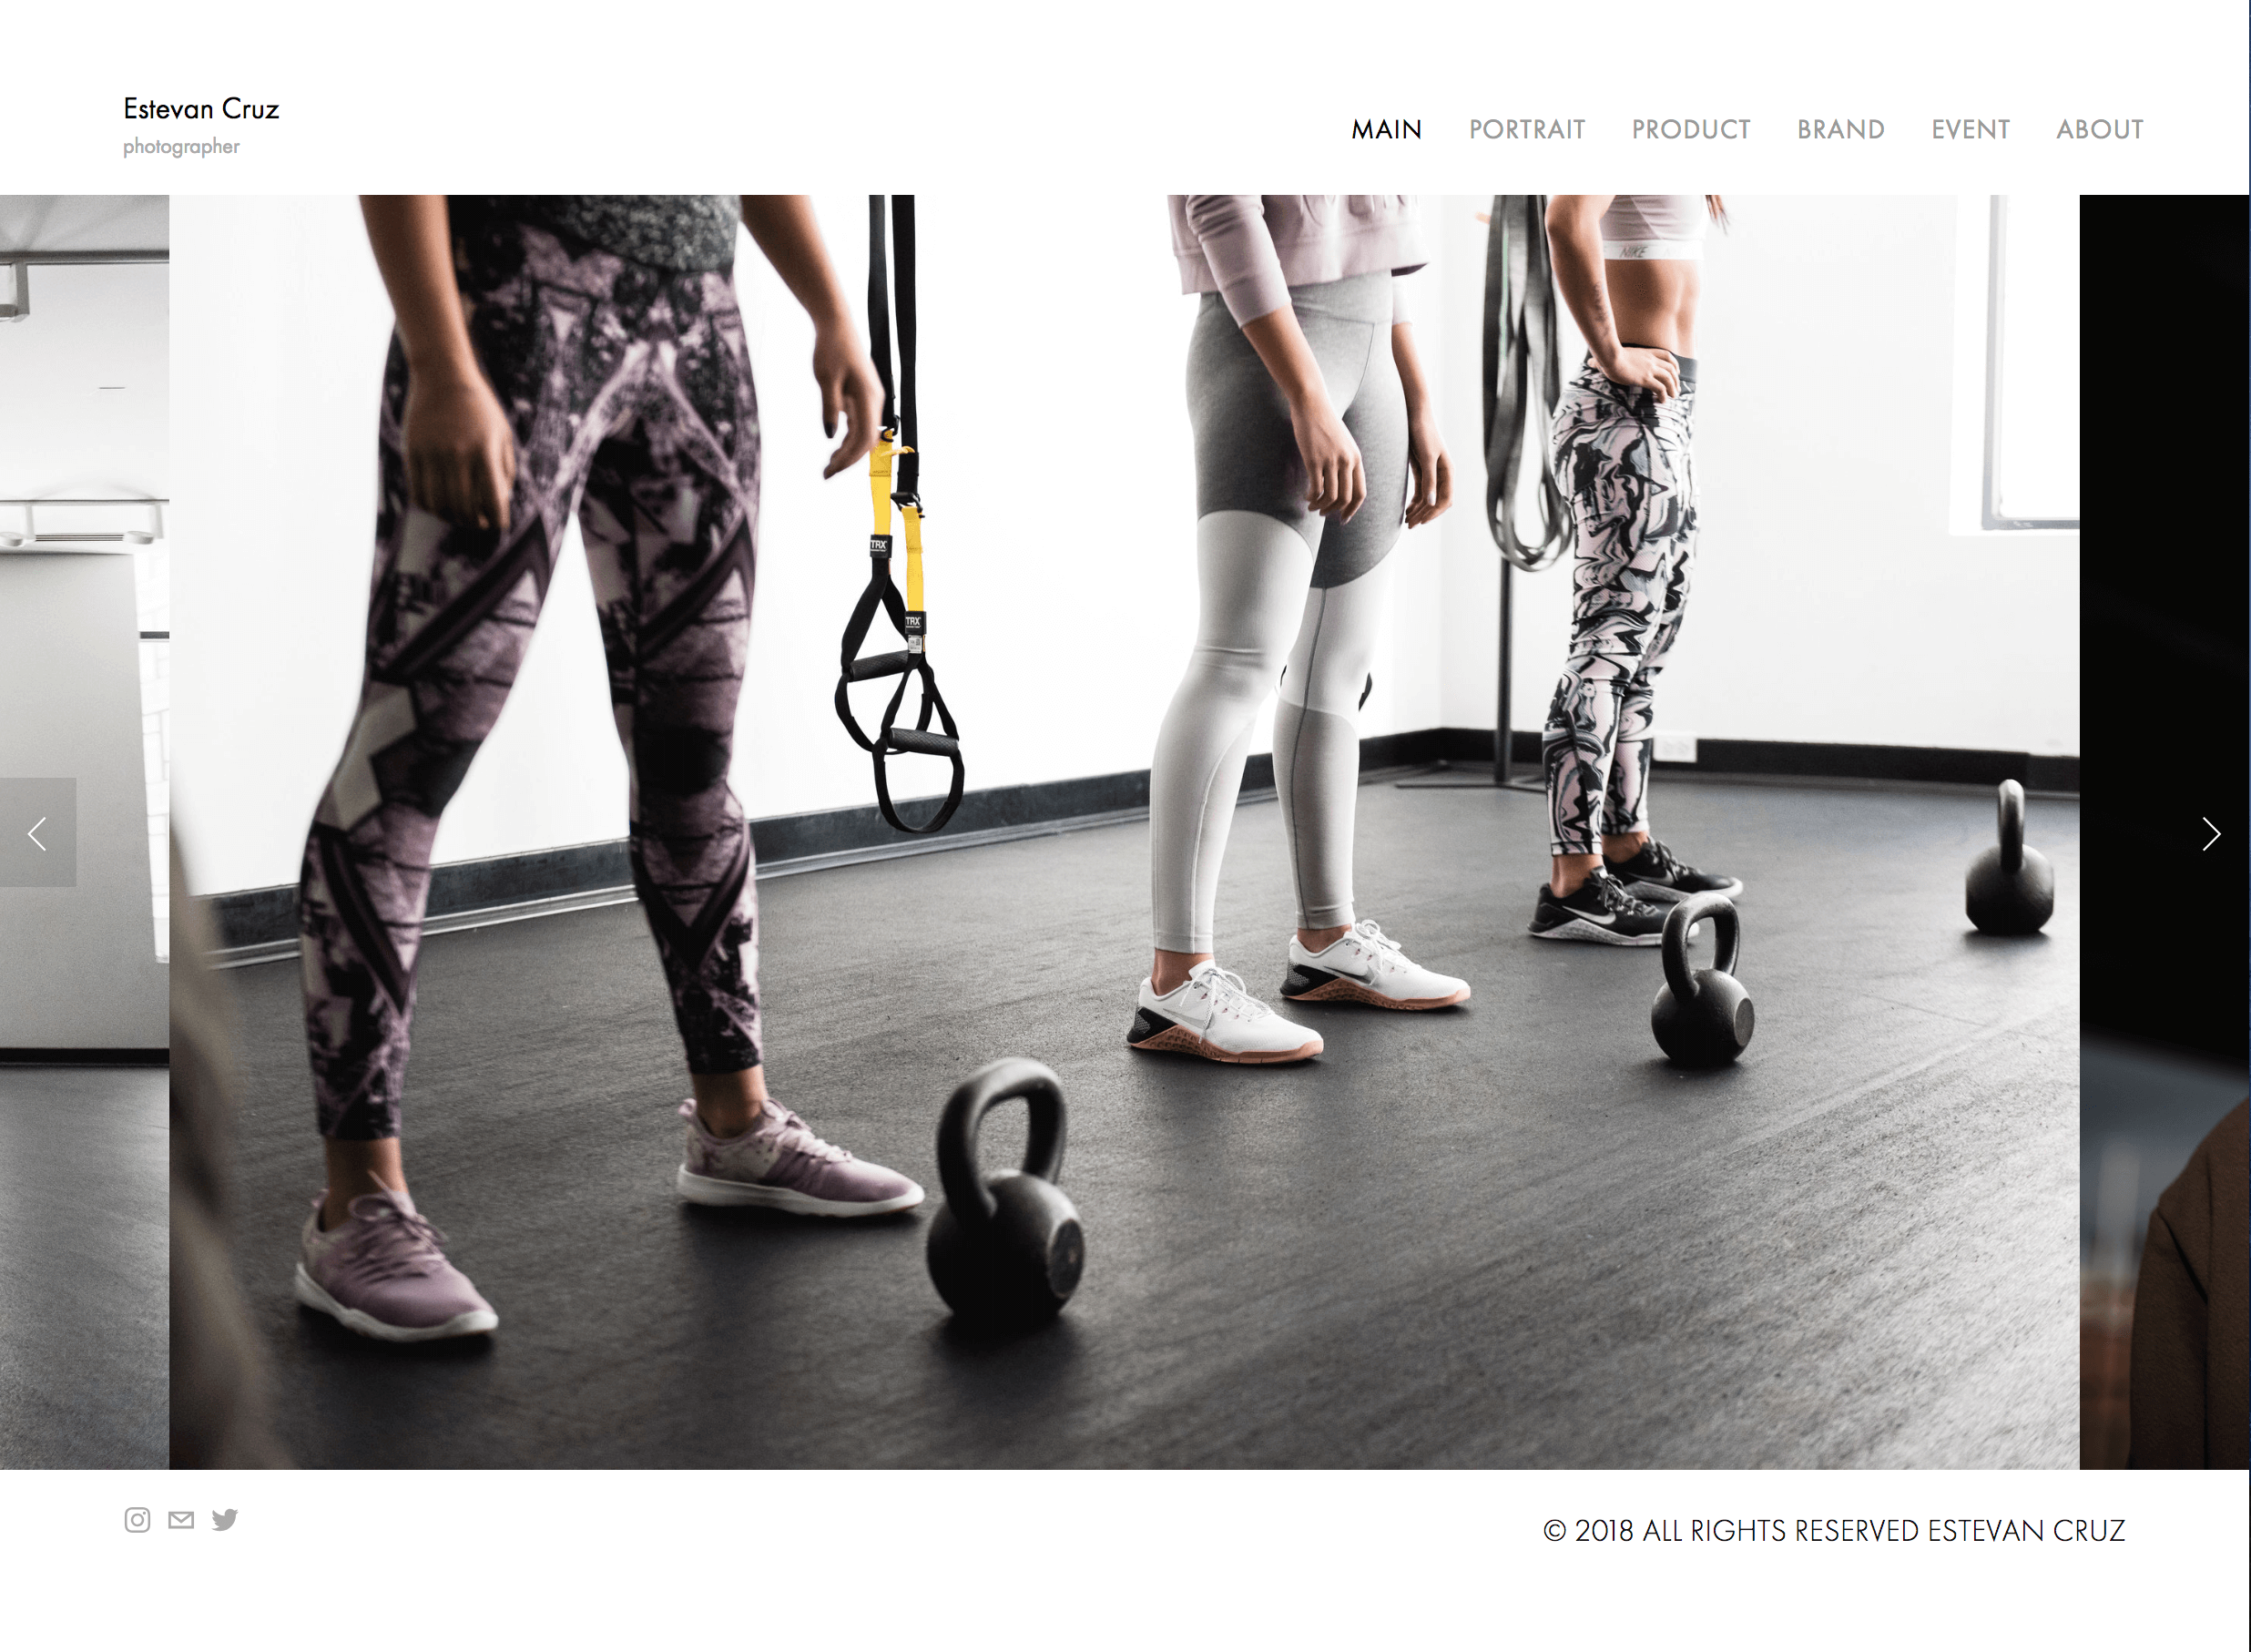 Estevan Cruz
photographer
MAIN PORTRAIT PRODUCT BRAND EVENT ABOUT
NIKE
TRX
TRX
© 2018 ALL RIGHTS RESERVED ESTEVAN CRUZ